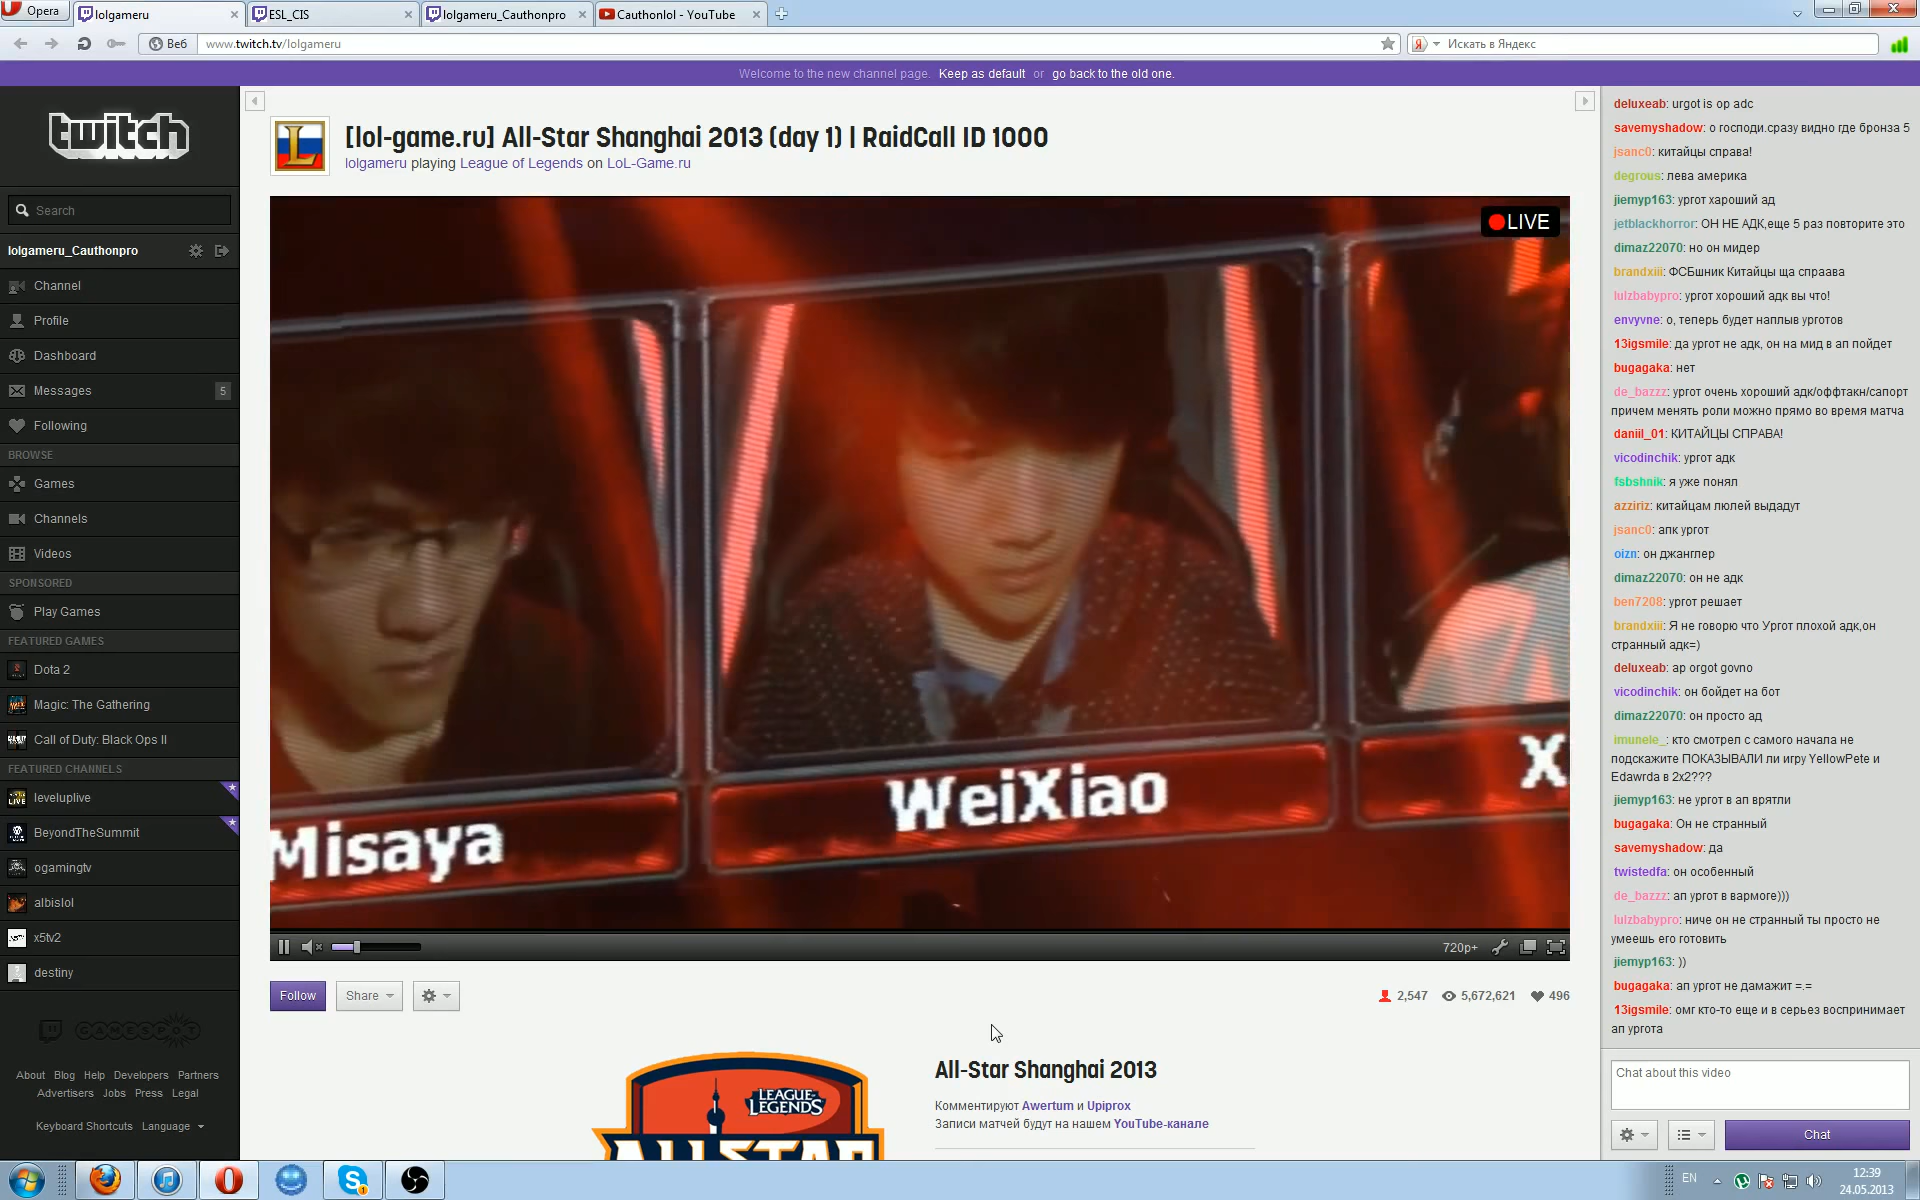 Opera
lolgameru
ESL_CIS
lolgameru_Cauthonpro
Cauthonlol - YouTube
Веб
www.twitch.tv/lolgameru
Искать в Яндекс
Welcome to the new channel page. Keep as default or go back to the old one.
twitch
Search
lolgameru_Cauthonpro
Channel
Profile
Dashboard
Messages 5
Following
BROWSE
Games
Channels
Videos
SPONSORED
Play Games
FEATURED GAMES
Dota 2
Magic: The Gathering
Call of Duty: Black Ops II
FEATURED CHANNELS
leveluplive
BeyondTheSummit
ogamingtv
albislol
x5tv2
destiny
GAMESPOT
About Blog Help Developers Partners
Advertisers Jobs Press Legal
Keyboard Shortcuts Language
[lol-game.ru] All-Star Shanghai 2013 (day 1) | RaidCall ID 1000
lolgameru playing League of Legends on LoL-Game.ru
LIVE
Misaya
WeiXiao
X
720p+
Follow
Share
2,547 5,672,621 496
LEAGUE of LEGENDS
ALL STAR
All-Star Shanghai 2013
Комментируют Awertum и Upiprox
Записи матчей будут на нашем YouTube-канале
deluxeab: urgot is op adc
savemyshadow: о господи.сразу видно где бронза 5
jsanc0: китайцы справа!
degrous: лева америка
jiemyp163: ургот хароший ад
jetblackhorror: ОН НЕ АДК,еще 5 раз повторите это
dimaz22070: но он мидер
brandxiii: ФСБшник Китайцы ща спраава
lulzbabypro: ургот хороший адк вы что!
envyvne: о, теперь будет наплыв урготов
13igsmile: да ургот не адк, он на мид в ап пойдет
bugagaka: нет
de_bazzz: ургот очень хороший адк/оффтакн/сапорт
причем менять роли можно прямо во время матча
daniil_01: КИТАЙЦЫ СПРАВА!
vicodinchik: ургот адк
fsbshnik: я уже понял
azziriz: китайцам люлей выдадут
jsanc0: апк ургот
oizn: он джанглер
dimaz22070: он не адк
ben7208: ургот решает
brandxiii: Я не говорю что Ургот плохой адк,он
странный адк=)
deluxeab: ap orgot govno
vicodinchik: он бойдет на бот
dimaz22070: он просто ад
imunele_: кто смотрел с самого начала не
подскажите ПОКАЗЫВАЛИ ли игру YellowPete и
Edawrda в 2x2???
jiemyp163: не ургот в ап врятли
bugagaka: Он не странный
savemyshadow: да
twistedfa: он особенный
de_bazzz: ап ургот в вармоге)))
lulzbabypro: ниче он не странный ты просто не
умеешь его готовить
jiemyp163: ))
bugagaka: ап ургот не дамажит =.=
13igsmile: омг кто-то еще и в серьез воспринимает
ап ургота
Chat about this video
Chat
EN
12:39
24.05.2013